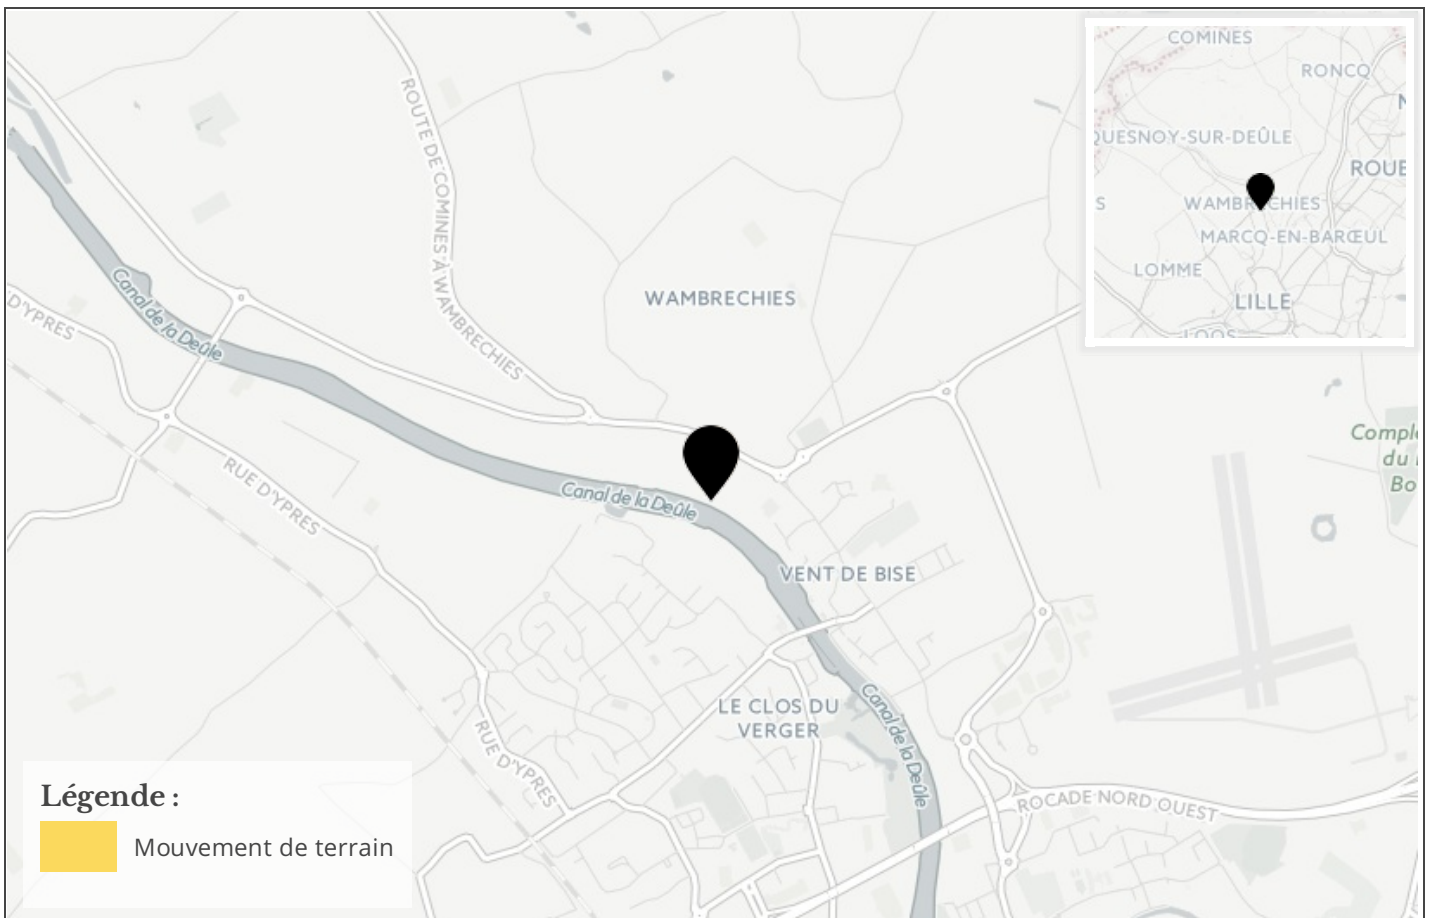 COMINES
RONCQ
QUESNOY-SUR-DEÛLE
ROUB
S
WAMBRECHIES
MARCQ-EN-BARŒUL
LOMME
LILLE
LOOS
ROUTE DE COMINES À WAMBRECHIES
WAMBRECHIES
Canal de la Deûle
D'YPRES
RUE D'YPRES
Canal de la Deûle
Compl
du
Bo
VENT DE BISE
LE CLOS DU
VERGER
Canal de la Deûle
RUE D'YPRES
ROCADE NORD OUEST
Légende :
Mouvement de terrain